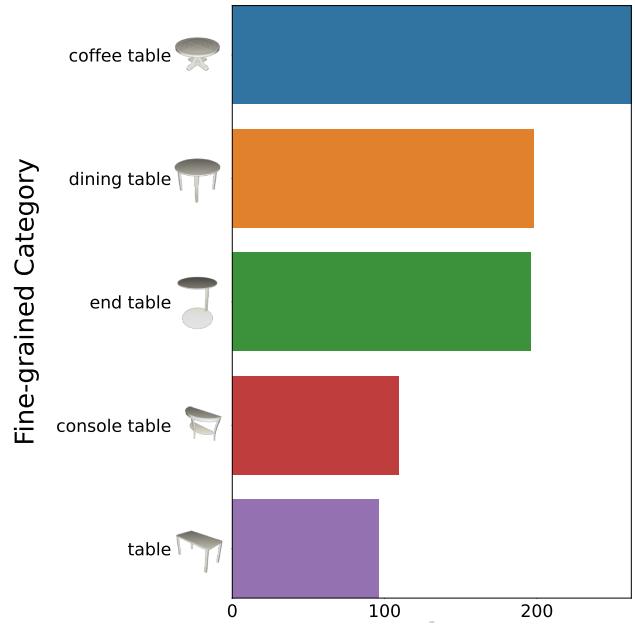 Fine-grained Category
coffee table
dining table
end table
console table
table
0 100 200